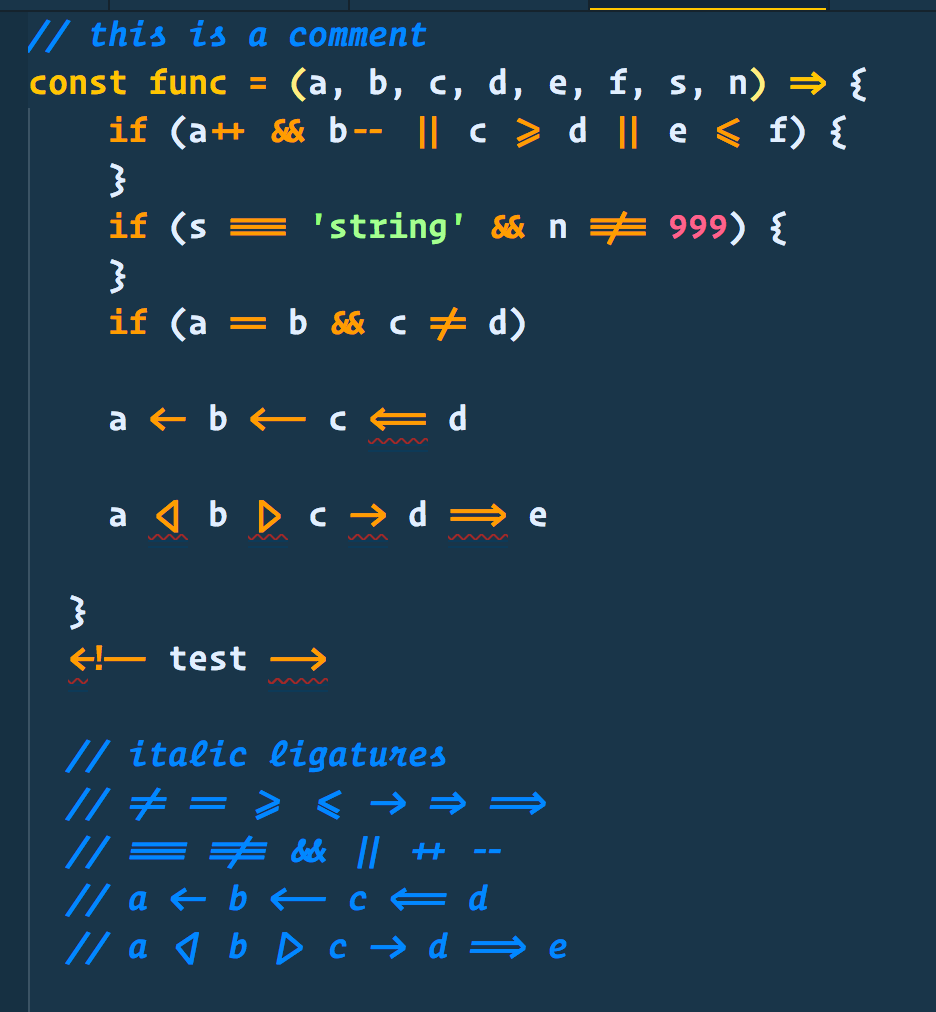 // this is a comment
const func = (a, b, c, d, e, f, s, n) => {
if (a++ && b-- || c >= d || e <= f) {
}
if (s === 'string' && n !== 999) {
}
if (a == b && c != d)
a <- b <-- c <== d
a <| b |> c -> d ==> e
}
<!-- test -->
// italic ligatures
// != == >= <= -> => ==>
// === !== && || ++ --
// a <- b <-- c <== d
// a <| b |> c -> d ==> e